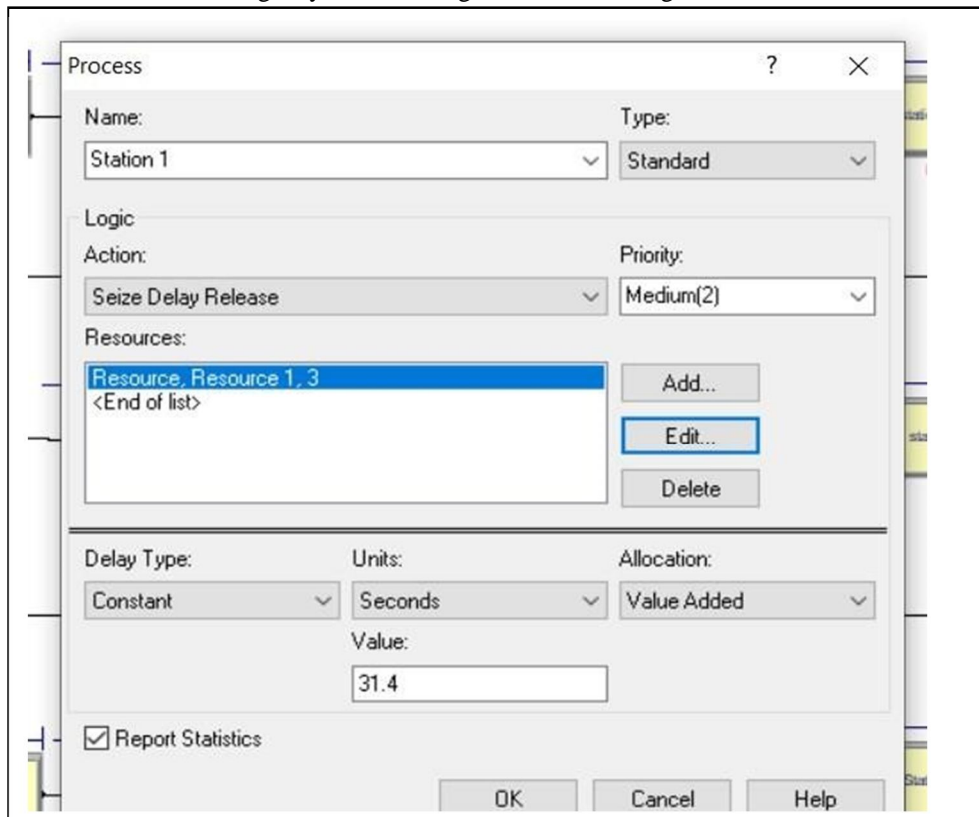 Process ?
Name: Type:
Station 1 Standard
Logic
Action: Priority:
Seize Delay Release Medium(2)
Resources:
Resource, Resource 1, 3
<End of list>
Add...
Edit...
Delete
Delay Type: Units: Allocation:
Constant Seconds Value Added
Value:
31.4
Report Statistics
OK Cancel Help